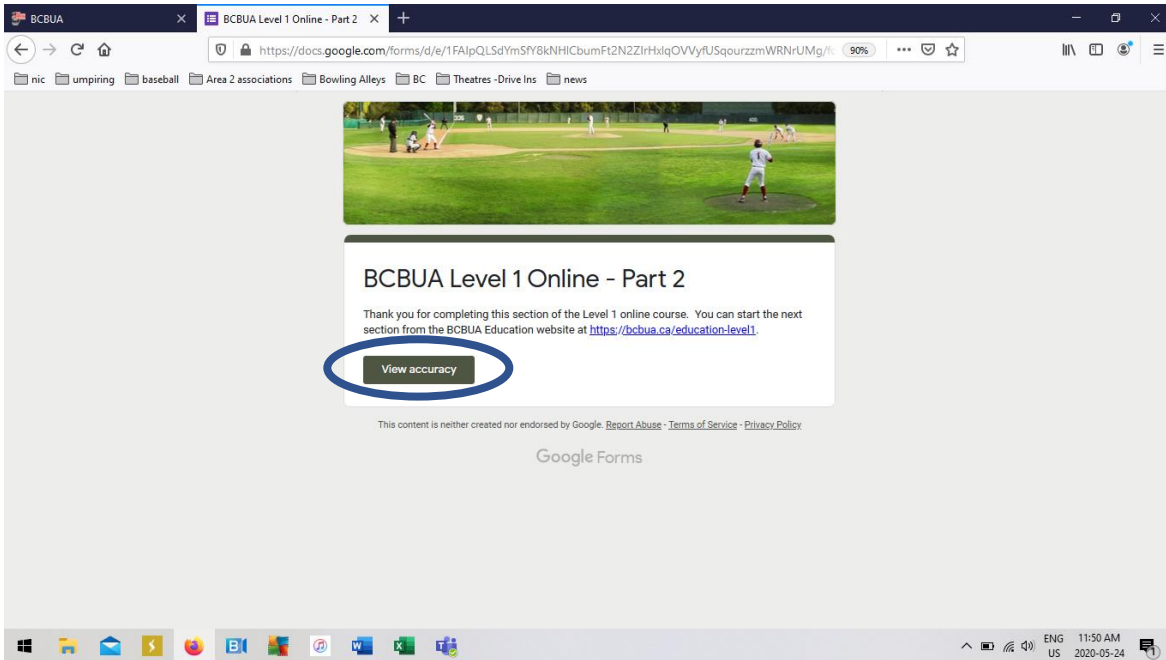 BCBUA
BCBUA Level 1 Online - Part 2
https://docs.google.com/forms/d/e/1FAIpQLSdYmSfY8kNHICbumFt2N2ZIrHxlqOVVyfUSqourzzmWRNrUMg/fo
90%
nic umpiring baseball Area 2 associations Bowling Alleys BC Theatres -Drive Ins news
BCBUA Level 1 Online - Part 2
Thank you for completing this section of the Level 1 online course. You can start the next
section from the BCBUA Education website at https://bcbua.ca/education-level1.
View accuracy
This content is neither created nor endorsed by Google. Report Abuse - Terms of Service - Privacy Policy
Google Forms
ENG 11:50 AM
US 2020-05-24